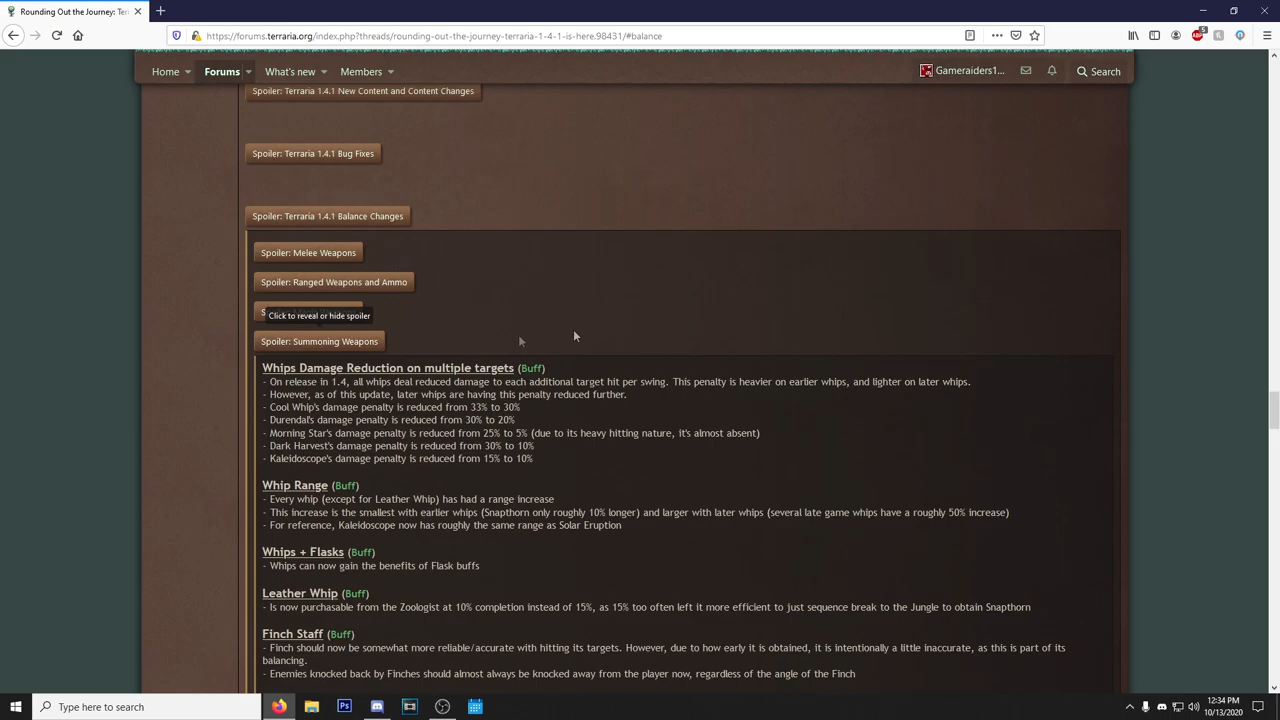 Rounding Out the Journey: Ter
https://forums.terraria.org/index.php?threads/rounding-out-the-journey-terraria-1-4-1-is-here.98431/#balance
Home Forums What's new Members Gameraiders1... Search
Spoiler: Terraria 1.4.1 New Content and Content Changes
Spoiler: Terraria 1.4.1 Bug Fixes
Spoiler: Terraria 1.4.1 Balance Changes
Spoiler: Melee Weapons
Spoiler: Ranged Weapons and Ammo
Click to reveal or hide spoiler
Spoiler: Summoning Weapons
Whips Damage Reduction on multiple targets (Buff)
- On release in 1.4, all whips deal reduced damage to each additional target hit per swing. This penalty is heavier on earlier whips, and lighter on later whips.
- However, as of this update, later whips are having this penalty reduced further.
- Cool Whip's damage penalty is reduced from 33% to 30%
- Durendal's damage penalty is reduced from 30% to 20%
- Morning Star's damage penalty is reduced from 25% to 5% (due to its heavy hitting nature, it's almost absent)
- Dark Harvest's damage penalty is reduced from 30% to 10%
- Kaleidoscope's damage penalty is reduced from 15% to 10%
Whip Range (Buff)
- Every whip (except for Leather Whip) has had a range increase
- This increase is the smallest with earlier whips (Snapthorn only roughly 10% longer) and larger with later whips (several late game whips have a roughly 50% increase)
- For reference, Kaleidoscope now has roughly the same range as Solar Eruption
Whips + Flasks (Buff)
- Whips can now gain the benefits of Flask buffs
Leather Whip (Buff)
- Is now purchasable from the Zoologist at 10% completion instead of 15%, as 15% too often left it more efficient to just sequence break to the Jungle to obtain Snapthorn
Finch Staff (Buff)
- Finch should now be somewhat more reliable/accurate with hitting its targets. However, due to how early it is obtained, it is intentionally a little inaccurate, as this is part of its
balancing.
- Enemies knocked back by Finches should almost always be knocked away from the player now, regardless of the angle of the Finch
Type here to search
12:34 PM
10/13/2020